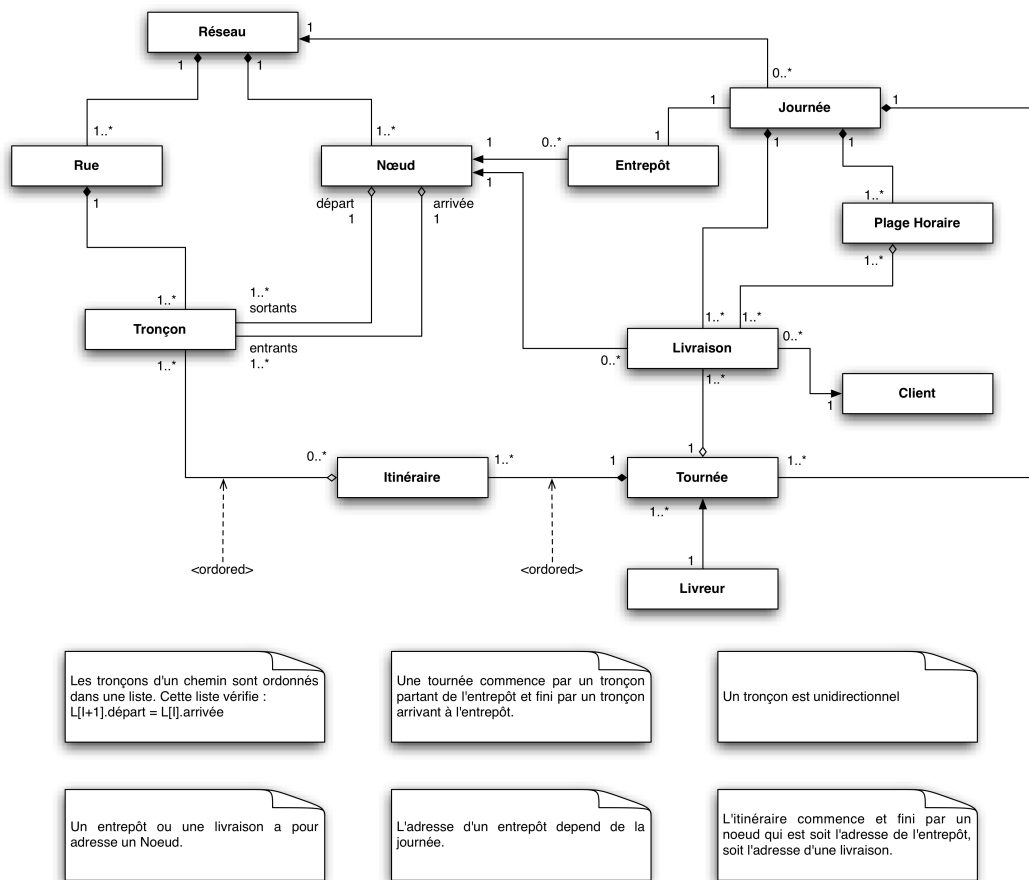 Réseau
1
1
1
0..*
1..*
1..*
Journée
1
1
1
1
1
Rue
Nœud
Entrepôt
1
0..*
1
1
départ
1
arrivée
1
1..*
Plage Horaire
1..*
1..*
1..*
sortants
Tronçon
entrants
1..*
1..*
1..*
1..*
Livraison
0..*
0..*
1..*
Client
1
1
0..*
Itinéraire
1..*
1
Tournée
1..*
1..*
<ordored>
<ordored>
1
Livreur
Les tronçons d'un chemin sont ordonnés
dans une liste. Cette liste vérifie :
L[I+1].départ = L[I].arrivée
Une tournée commence par un tronçon
partant de l'entrepôt et fini par un tronçon
arrivant à l'entrepôt.
Un tronçon est unidirectionnel
Un entrepôt ou une livraison a pour
adresse un Noeud.
L'adresse d'un entrepôt depend de la
journée.
L'itinéraire commence et fini par un
noeud qui est soit l'adresse de l'entrepôt,
soit l'adresse d'une livraison.